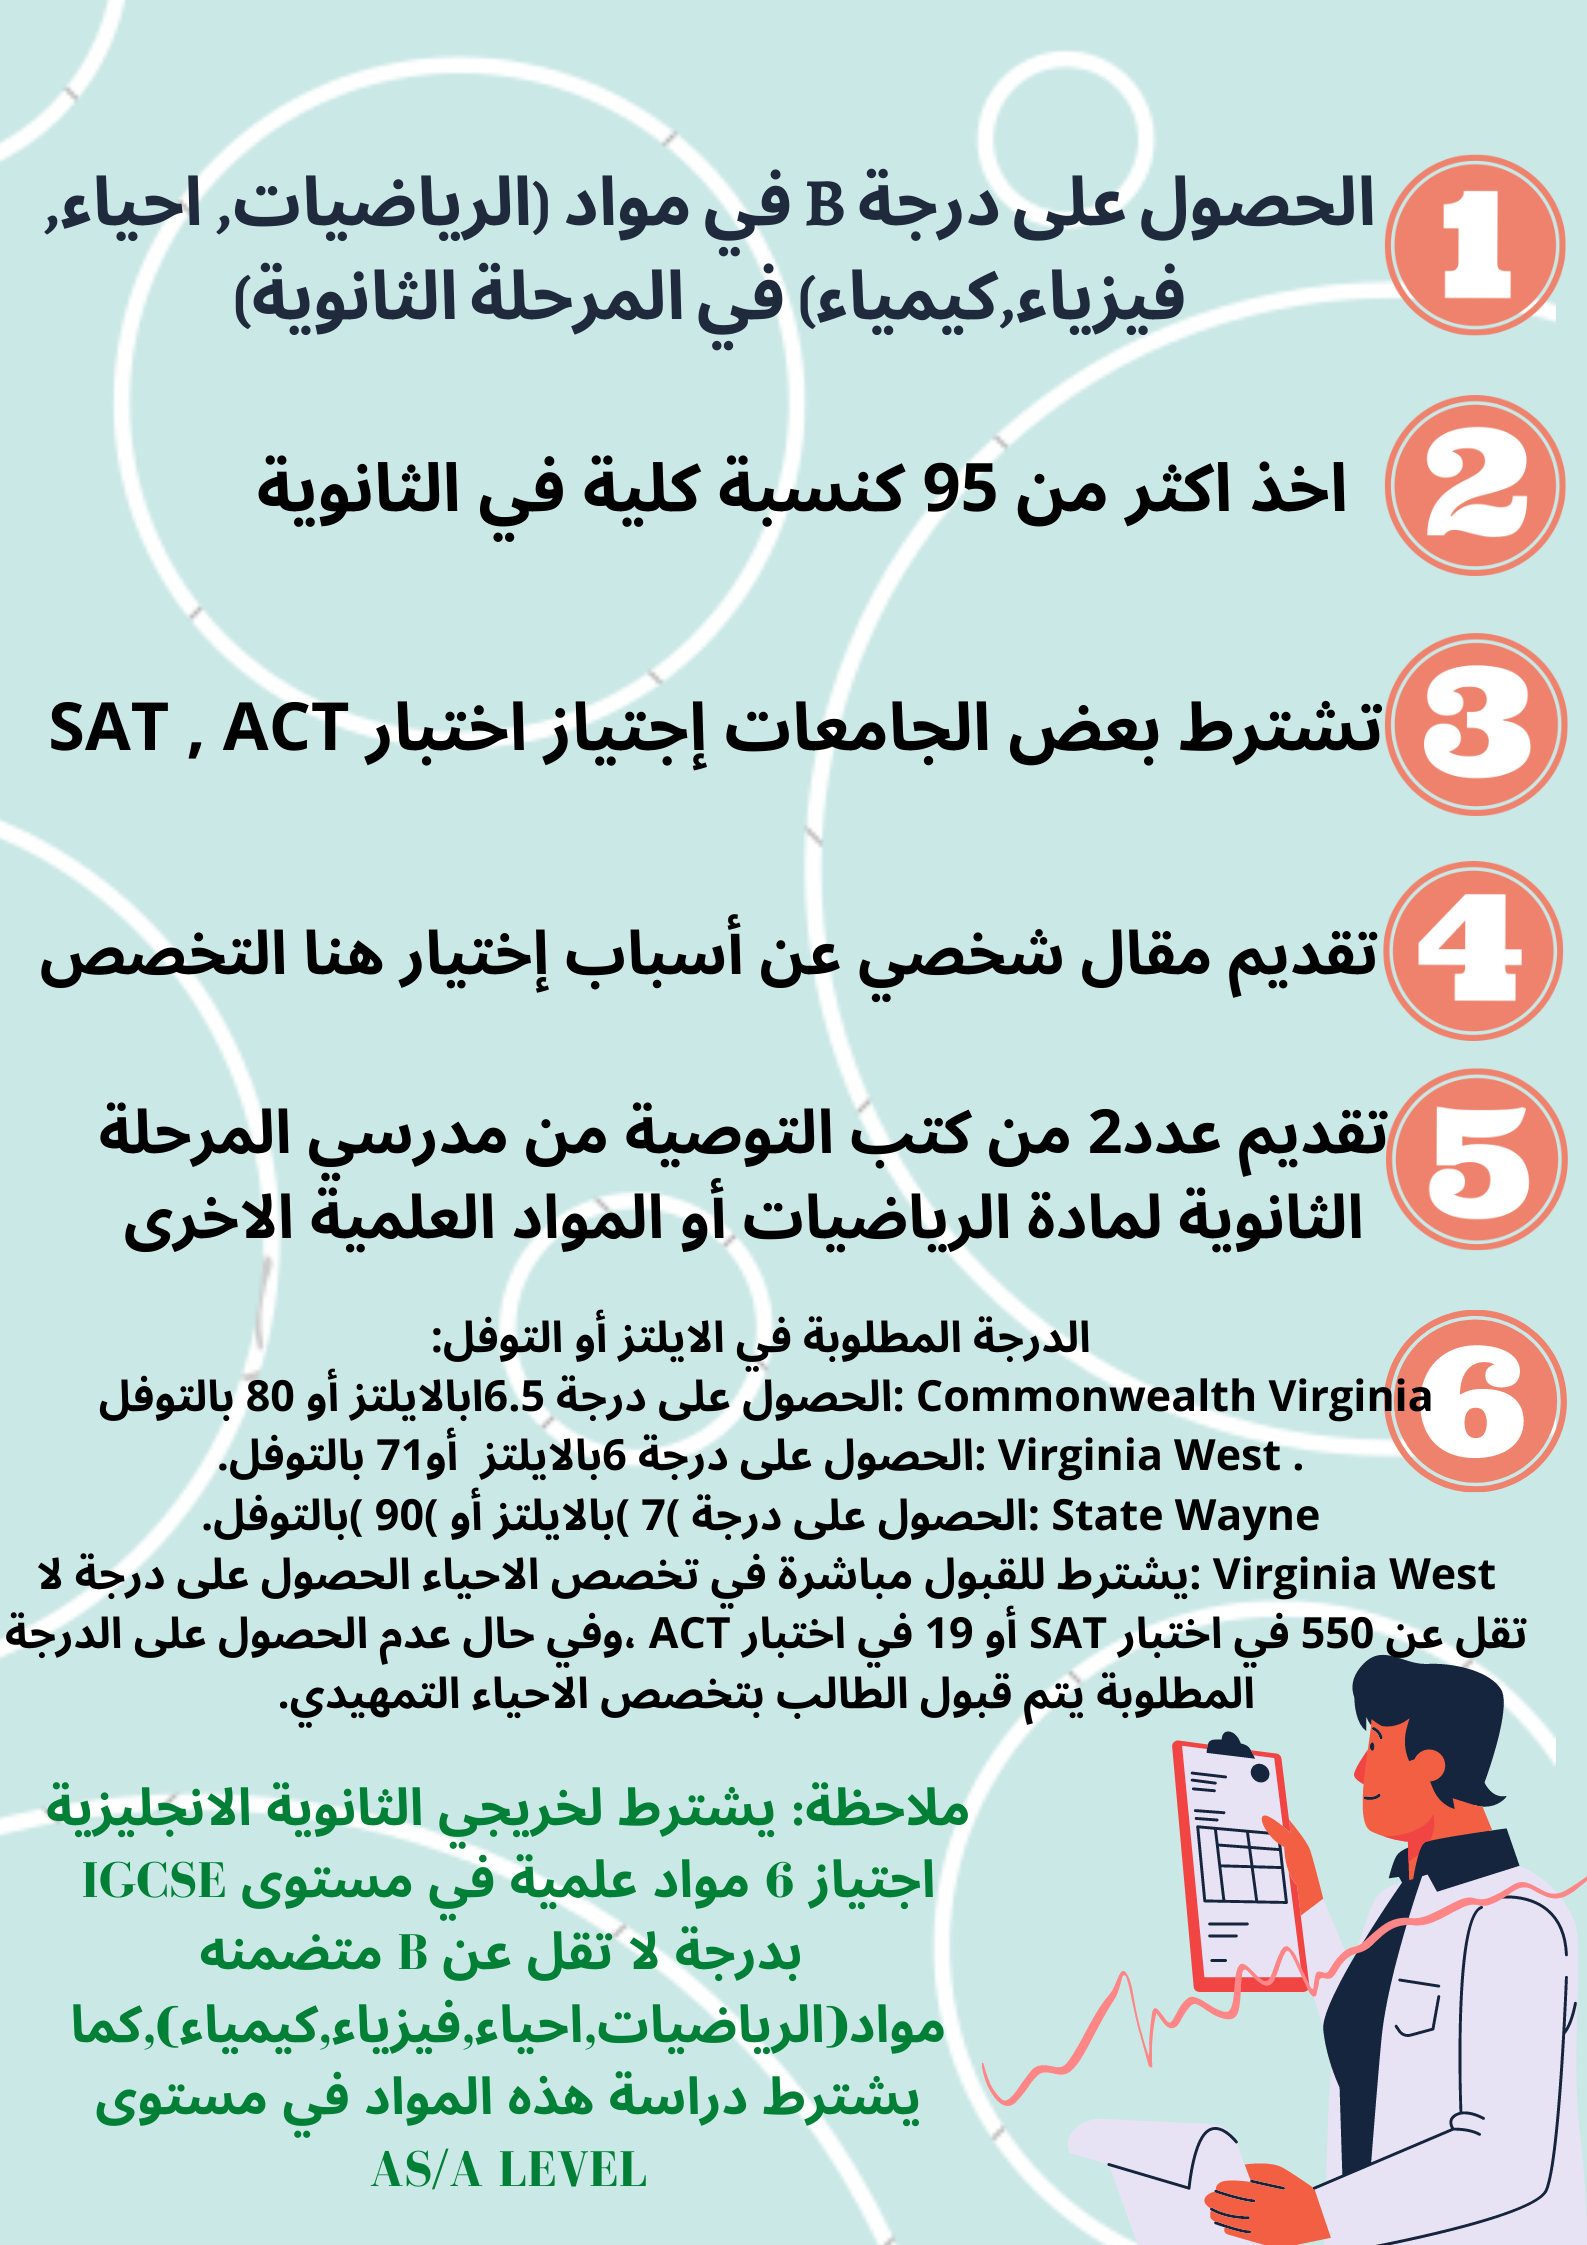 1
الحصول على درجة B في مواد (الرياضيات, احياء,
فيزياء,كيمياء) في المرحلة الثانوية)
2
اخذ اكثر من 95 كنسبة كلية في الثانوية
3
تشترط بعض الجامعات إجتياز اختبار SAT , ACT
4
تقديم مقال شخصي عن أسباب إختيار هنا التخصص
5
تقديم عدد2 من كتب التوصية من مدرسي المرحلة
الثانوية لمادة الرياضيات أو المواد العلمية الاخرى
6
الدرجة المطلوبة في الايلتز أو التوفل:
Commonwealth Virginia :الحصول على درجة 6.5ابالايلتز أو 80 بالتوفل
. Virginia West :الحصول على درجة 6بالايلتز أو71 بالتوفل.
State Wayne :الحصول على درجة )7 )بالايلتز أو )90 )بالتوفل.
Virginia West :يشترط للقبول مباشرة في تخصص الاحياء الحصول على درجة لا
تقل عن 550 في اختبار SAT أو 19 في اختبار ACT ،وفي حال عدم الحصول على الدرجة
المطلوبة يتم قبول الطالب بتخصص الاحياء التمهيدي.
ملاحظة: يشترط لخريجي الثانوية الانجليزية
اجتياز 6 مواد علمية في مستوى IGCSE
بدرجة لا تقل عن B متضمنه
مواد(الرياضيات,احياء,فيزياء,كيمياء),كما
يشترط دراسة هذه المواد في مستوى
AS/A LEVEL